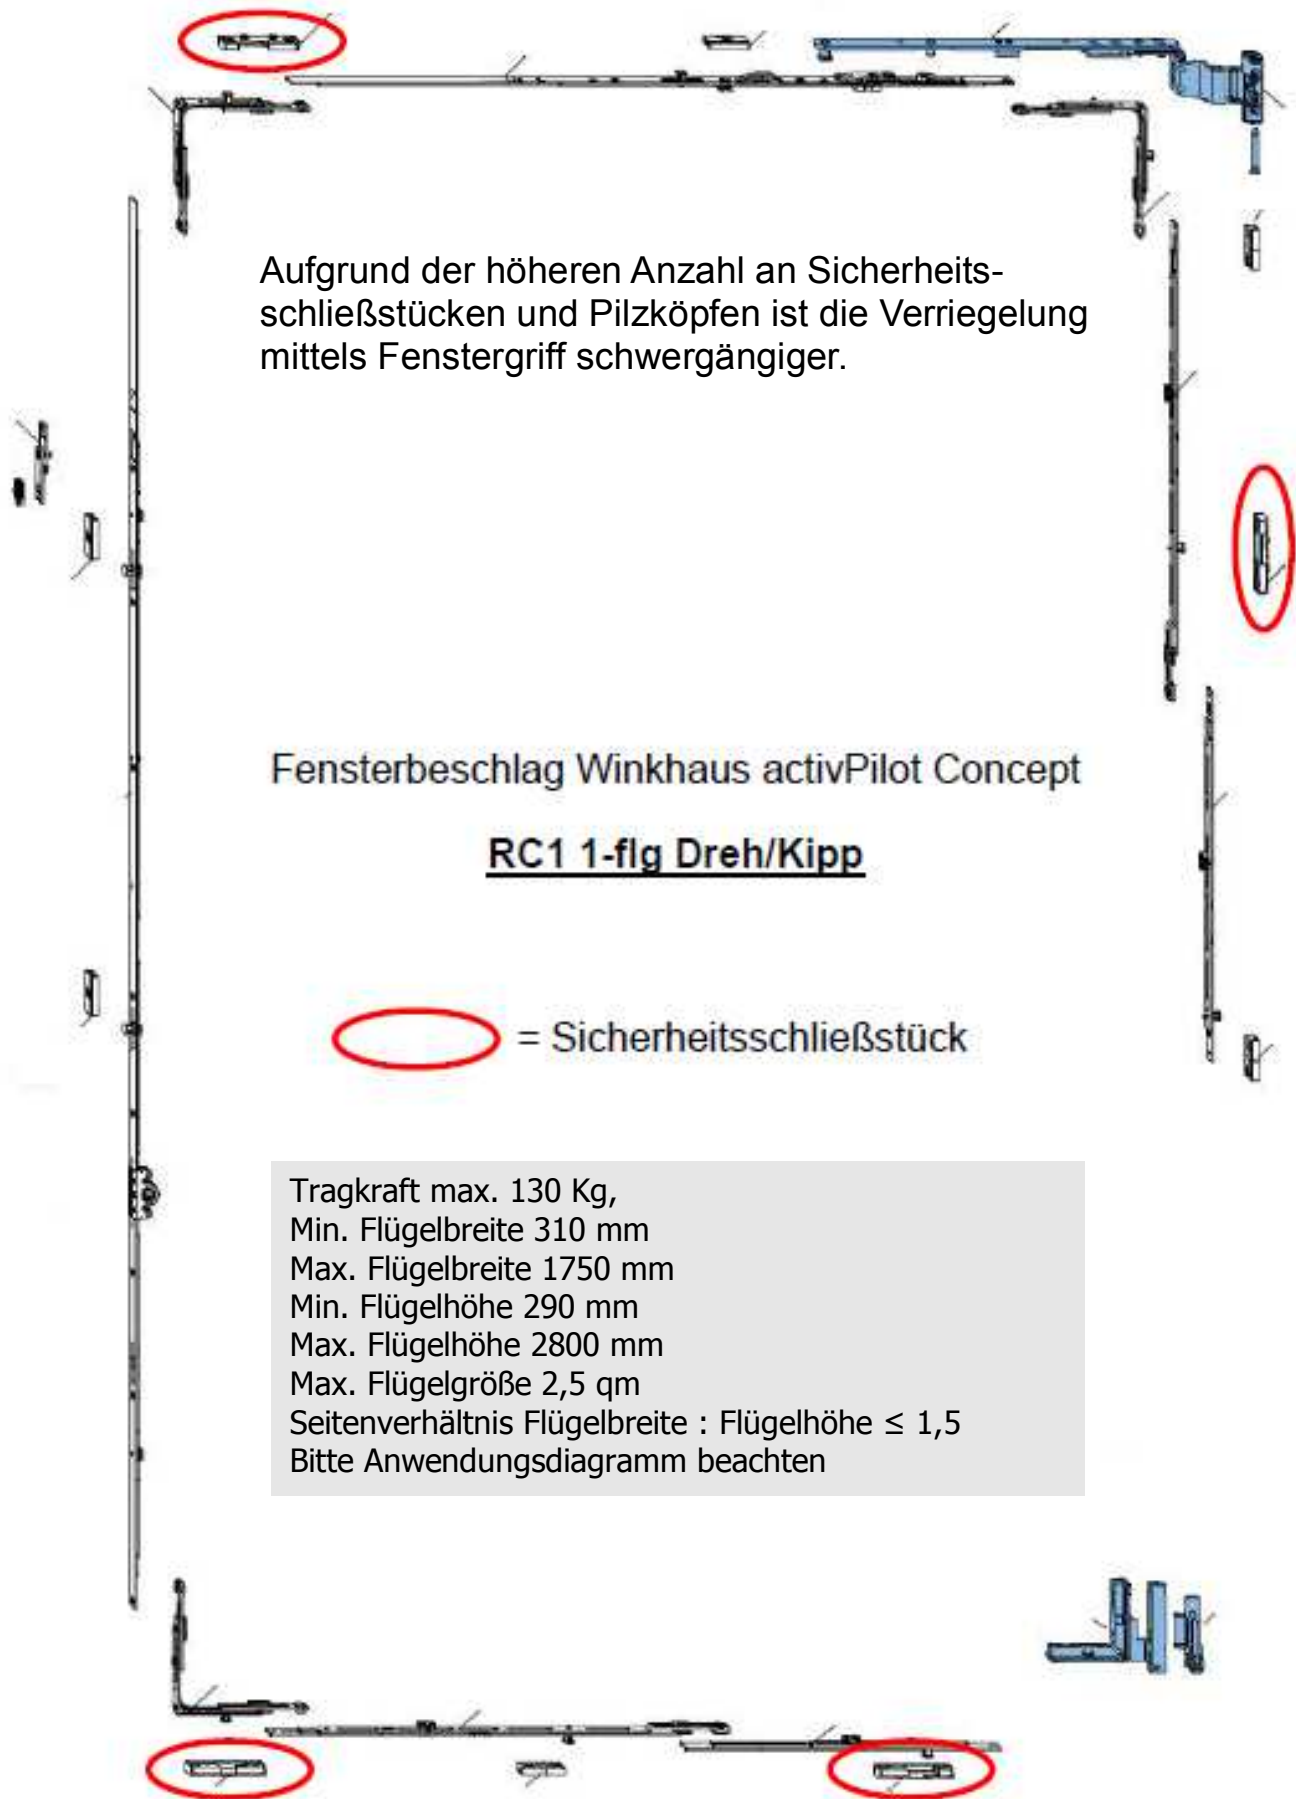 Aufgrund der höheren Anzahl an Sicherheits-
schließstücken und Pilzköpfen ist die Verriegelung
mittels Fenstergriff schwergängiger.
Fensterbeschlag Winkhaus activPilot Concept
RC1 1-flg Dreh/Kipp
= Sicherheitsschließstück
Tragkraft max. 130 Kg,
Min. Flügelbreite 310 mm
Max. Flügelbreite 1750 mm
Min. Flügelhöhe 290 mm
Max. Flügelhöhe 2800 mm
Max. Flügelgröße 2,5 qm
Seitenverhältnis Flügelbreite : Flügelhöhe ≤ 1,5
Bitte Anwendungsdiagramm beachten